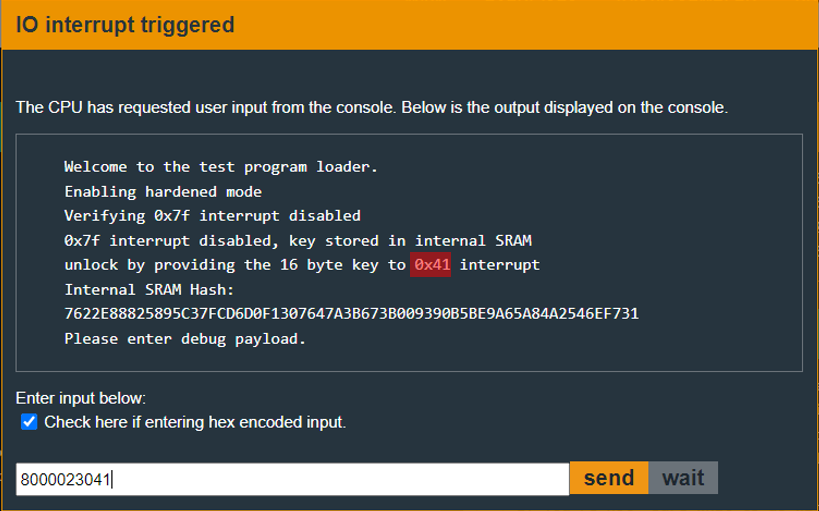 IO interrupt triggered
The CPU has requested user input from the console. Below is the output displayed on the console.
Welcome to the test program loader.
Enabling hardened mode
Verifying 0x7f interrupt disabled
0x7f interrupt disabled, key stored in internal SRAM
unlock by providing the 16 byte key to 0x41 interrupt
Internal SRAM Hash:
7622E88825895C37FCD6D0F1307647A3B673B009390B5BE9A65A84A2546EF731
Please enter debug payload.
Enter input below:
Check here if entering hex encoded input.
8000023041
send wait